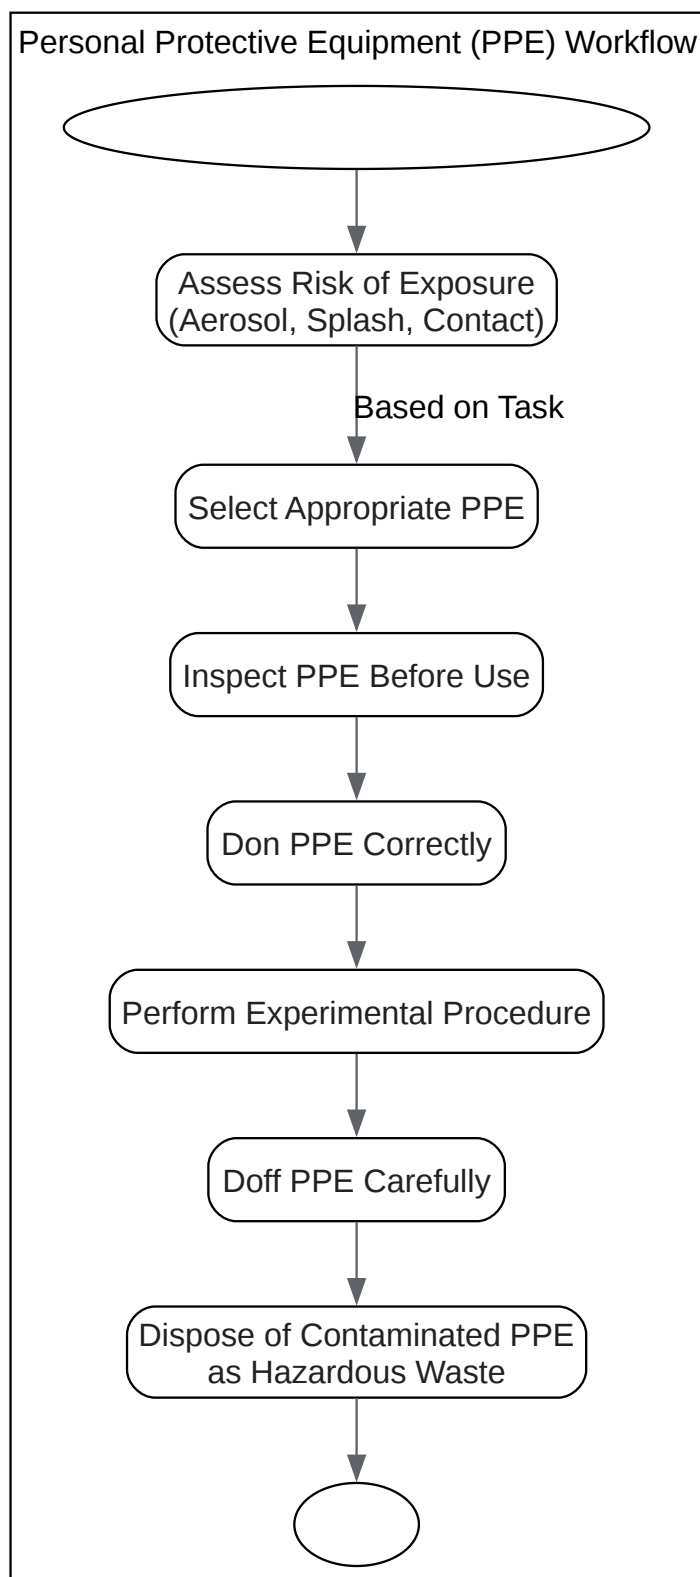 Personal Protective Equipment (PPE) Workflow
Assess Risk of Exposure
(Aerosol, Splash, Contact)
Based on Task
Select Appropriate PPE
Inspect PPE Before Use
Don PPE Correctly
Perform Experimental Procedure
Doff PPE Carefully
Dispose of Contaminated PPE
as Hazardous Waste